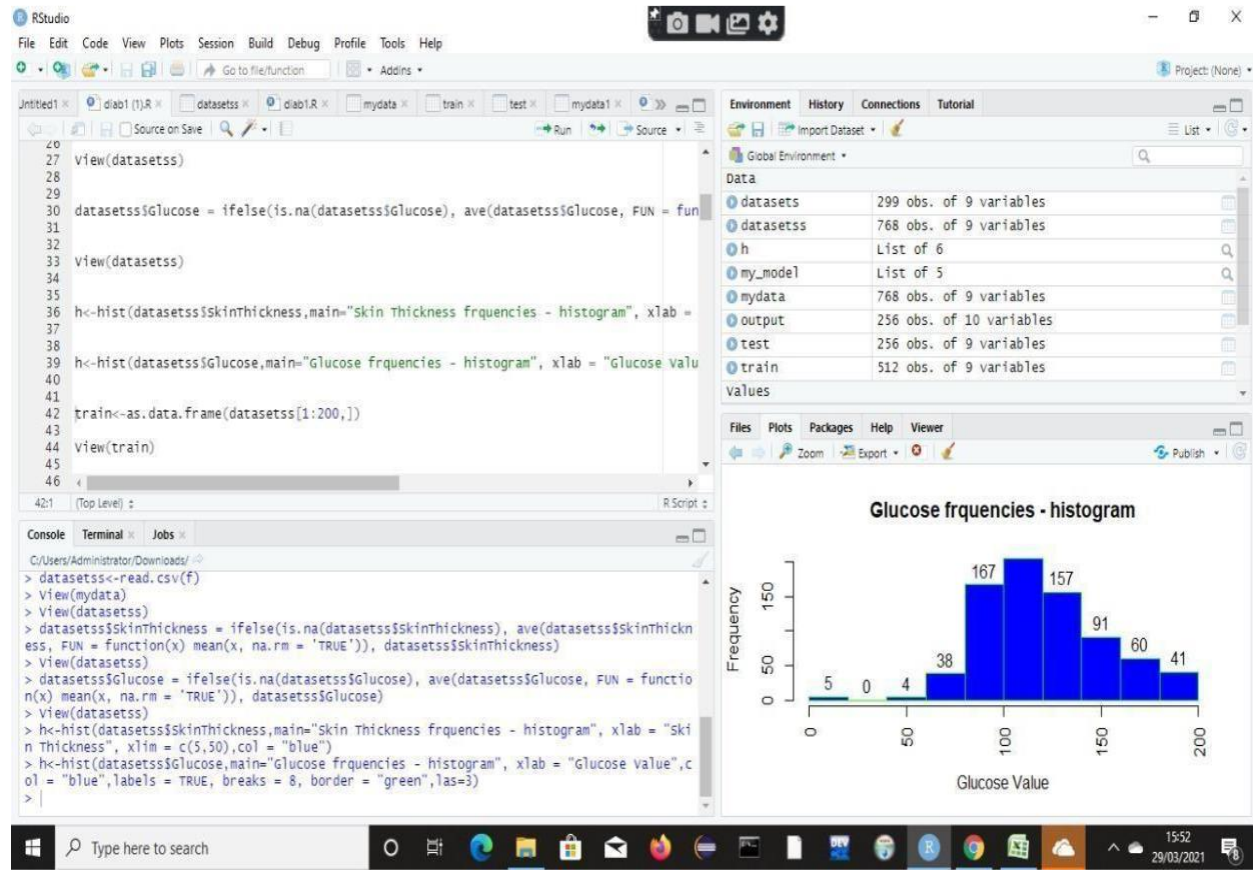 RStudio
File Edit Code View Plots Session Build Debug Profile Tools Help
Go to file/function
Addins
Project: (None)
Untitled1
diab1 (1).R
datasetss
diab1.R
mydata
train
test
mydata1
Source on Save
Run
Source
26
27 View(datasetss)
28
29
30 datasetss$Glucose = ifelse(is.na(datasetss$Glucose), ave(datasetss$Glucose, FUN = fun
31
32
33 View(datasetss)
34
35
36 h<-hist(datasetss$SkinThickness,main="Skin Thickness frquencies - histogram", xlab =
37
38
39 h<-hist(datasetss$Glucose,main="Glucose frquencies - histogram", xlab = "Glucose Valu
40
41
42 train<-as.data.frame(datasetss[1:200,])
43
44 View(train)
45
46
42:1 (Top Level) R Script
Console Terminal Jobs
C:/Users/Administrator/Downloads/
> datasetss<-read.csv(f)
> View(mydata)
> View(datasetss)
> datasetss$SkinThickness = ifelse(is.na(datasetss$SkinThickness), ave(datasetss$SkinThickn
ess, FUN = function(x) mean(x, na.rm = 'TRUE')), datasetss$SkinThickness)
> View(datasetss)
> datasetss$Glucose = ifelse(is.na(datasetss$Glucose), ave(datasetss$Glucose, FUN = functio
n(x) mean(x, na.rm = 'TRUE')), datasetss$Glucose)
> View(datasetss)
> h<-hist(datasetss$SkinThickness,main="Skin Thickness frquencies - histogram", xlab = "Ski
n Thickness", xlim = c(5,50),col = "blue")
> h<-hist(datasetss$Glucose,main="Glucose frquencies - histogram", xlab = "Glucose Value",c
ol = "blue",labels = TRUE, breaks = 8, border = "green",las=3)
>
Environment History Connections Tutorial
Import Dataset
List
Global Environment
Data
datasets 299 obs. of 9 variables
datasetss 768 obs. of 9 variables
h List of 6
my_model List of 5
mydata 768 obs. of 9 variables
output 256 obs. of 10 variables
test 256 obs. of 9 variables
train 512 obs. of 9 variables
Values
Files Plots Packages Help Viewer
Zoom Export Publish
Glucose frquencies - histogram
Frequency
0 50 150
5 0 4 38 167 157 91 60 41
0 50 100 150 200
Glucose Value
Type here to search
DEV
R
15:52
29/03/2021
8